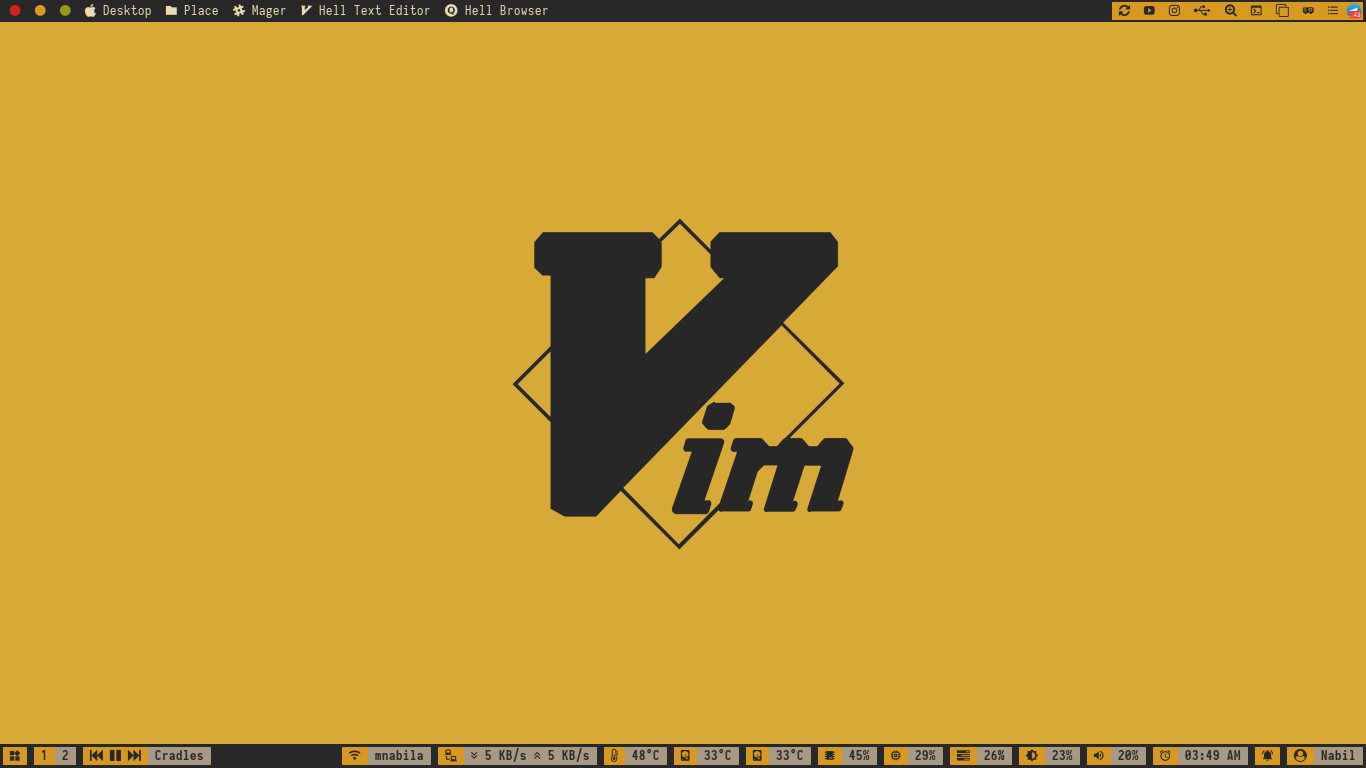 Desktop Place Mager Hell Text Editor Hell Browser
Vim
1 2 Cradles mnabila 5 KB/s 5 KB/s 48°C 33°C 33°C 45% 29% 26% 23% 20% 03:49 AM Nabil